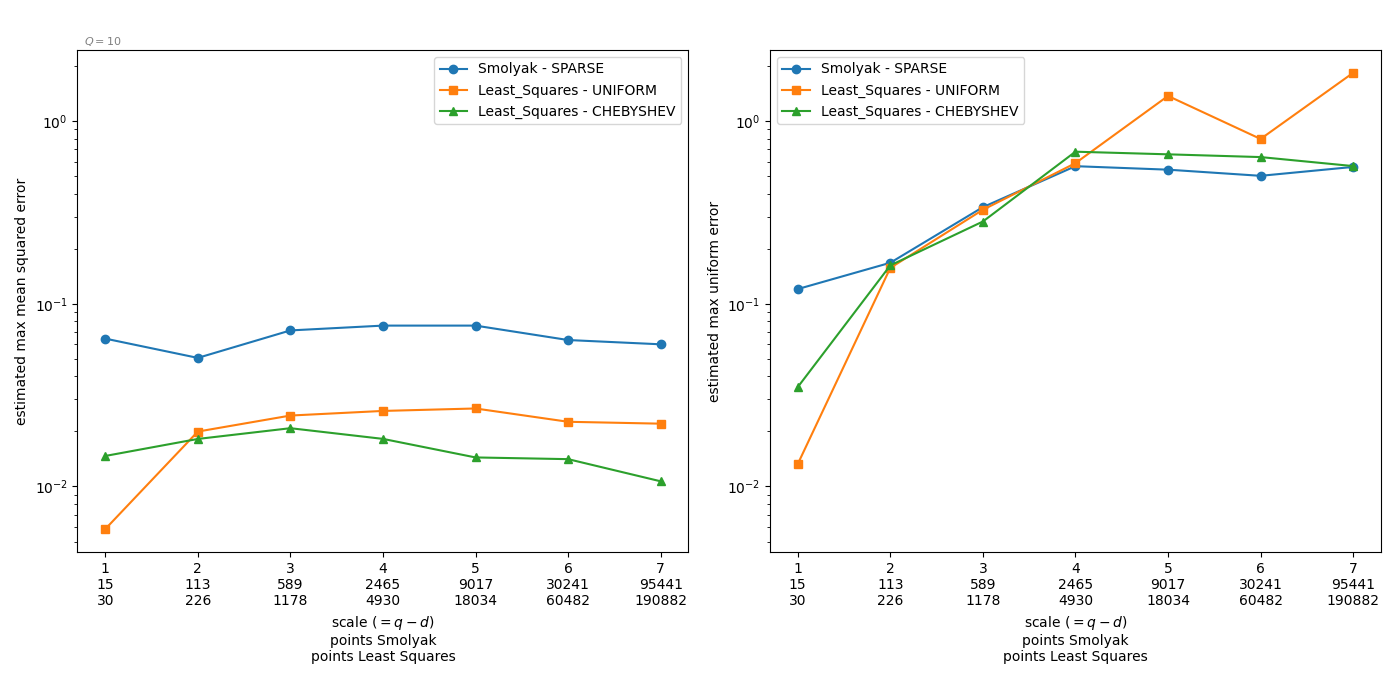 Q = 10
Smolyak - SPARSE
Least_Squares - UNIFORM
Least_Squares - CHEBYSHEV
estimated max mean squared error
10^0
10^-1
10^-2
1 2 3 4 5 6 7
15 113 589 2465 9017 30241 95441
30 226 1178 4930 18034 60482 190882
scale (= q − d)
points Smolyak
points Least Squares
Smolyak - SPARSE
Least_Squares - UNIFORM
Least_Squares - CHEBYSHEV
estimated max uniform error
10^0
10^-1
10^-2
1 2 3 4 5 6 7
15 113 589 2465 9017 30241 95441
30 226 1178 4930 18034 60482 190882
scale (= q − d)
points Smolyak
points Least Squares